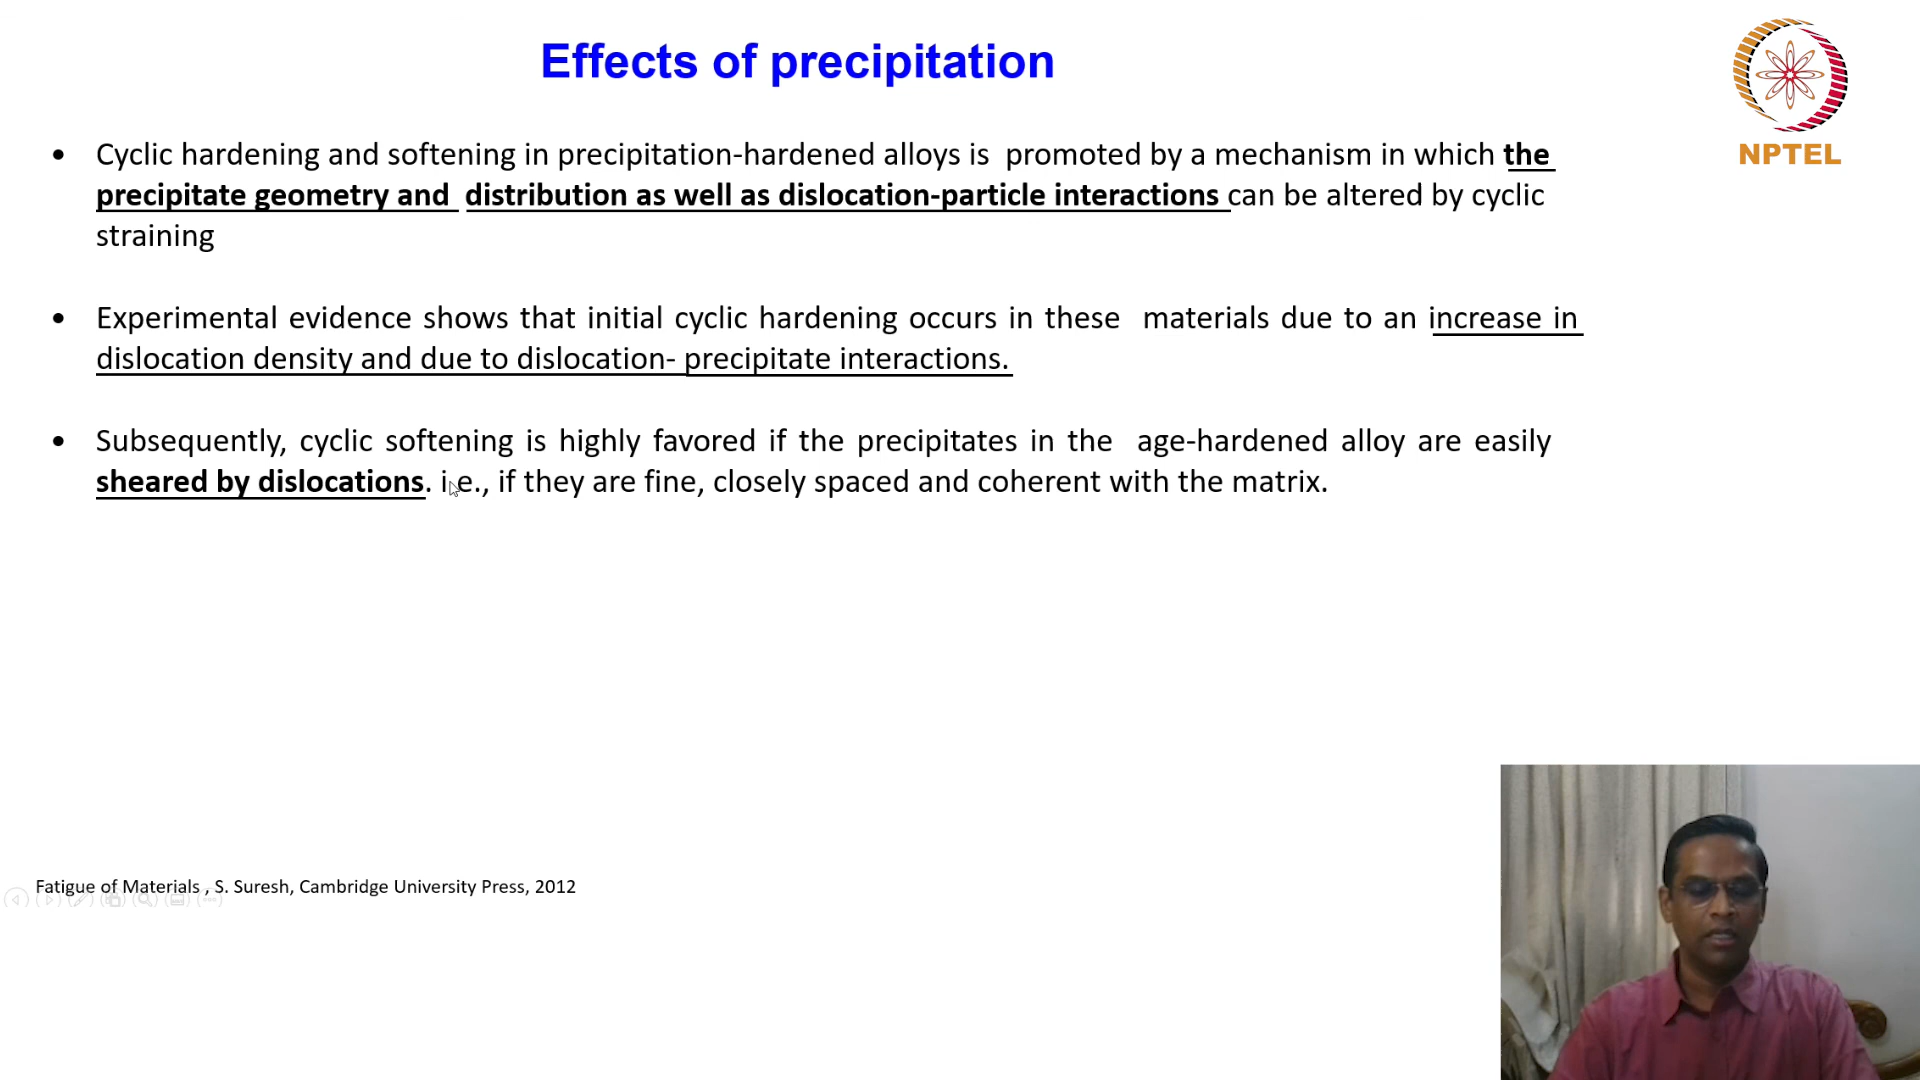 Effects of precipitation
NPTEL
• Cyclic hardening and softening in precipitation-hardened alloys is promoted by a mechanism in which the
precipitate geometry and distribution as well as dislocation-particle interactions can be altered by cyclic
straining
• Experimental evidence shows that initial cyclic hardening occurs in these materials due to an increase in
dislocation density and due to dislocation- precipitate interactions.
• Subsequently, cyclic softening is highly favored if the precipitates in the age-hardened alloy are easily
sheared by dislocations. i.e., if they are fine, closely spaced and coherent with the matrix.
Fatigue of Materials , S. Suresh, Cambridge University Press, 2012